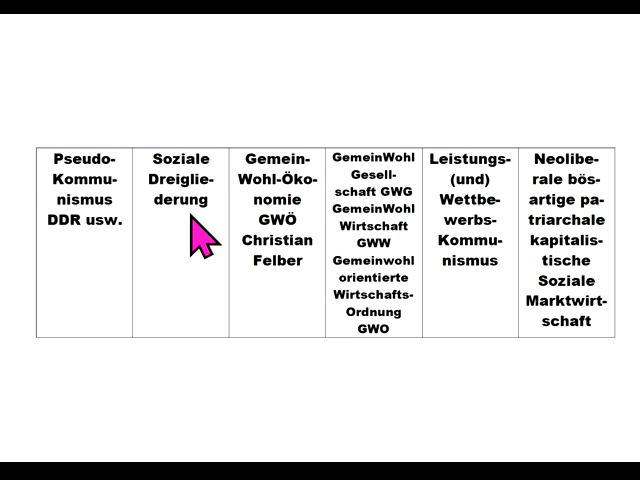 Pseudo-
Kommu-
nismus
DDR usw.
Soziale
Dreiglie-
derung
Gemein-
Wohl-Öko-
nomie
GWÖ
Christian
Felber
GemeinWohl
Gesell-
schaft GWG
GemeinWohl
Wirtschaft
GWW
Gemeinwohl
orientierte
Wirtschafts-
Ordnung
GWO
Leistungs-
(und)
Wettbe-
werbs-
Kommu-
nismus
Neolibe-
rale bös-
artige pa-
triarchale
kapitalis-
tische
Soziale
Marktwirt-
schaft